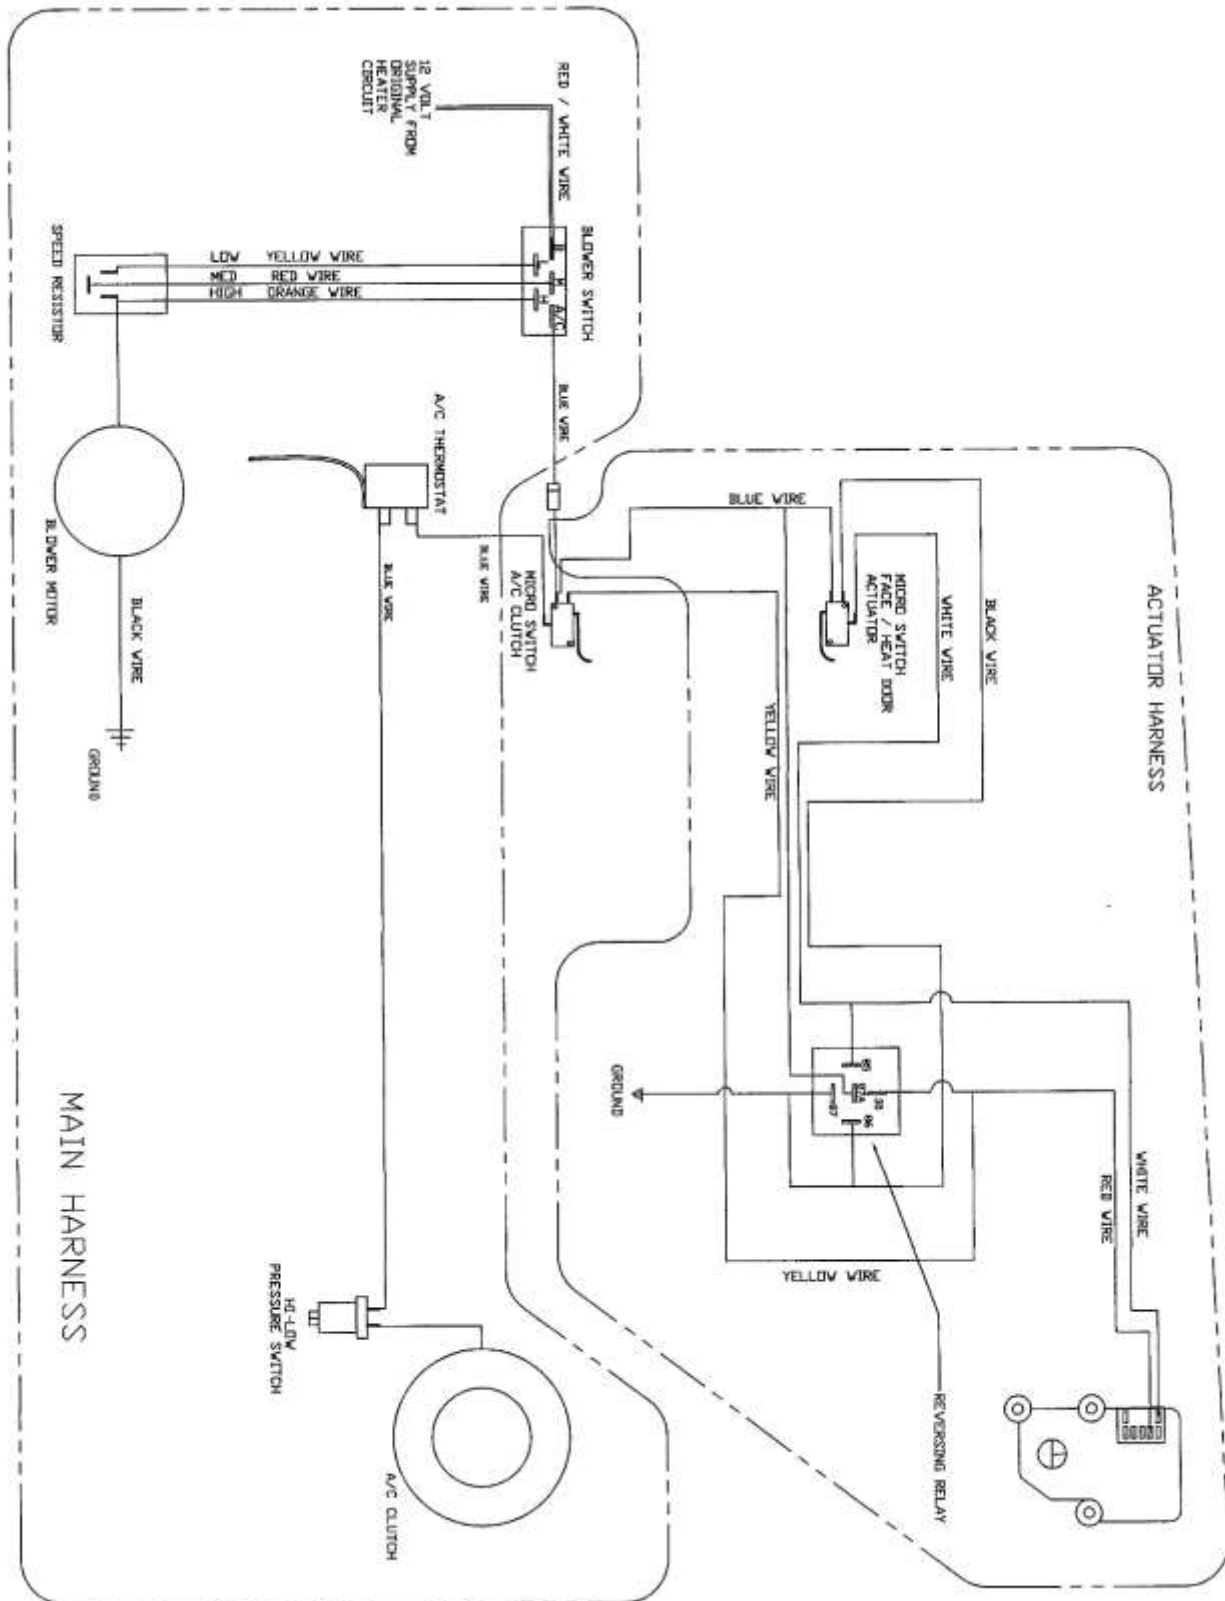 12 VOLT
SUPPLY FROM
ORIGINAL
HEATER
CIRCUIT
RED / WHITE WIRE
BLOWER SWITCH
B
L
M
H
A/C
LOW YELLOW WIRE
MED RED WIRE
HIGH ORANGE WIRE
SPEED RESISTOR
BLOWER MOTOR
BLACK WIRE
GROUND
BLUE WIRE
A/C THERMOSTAT
BLUE WIRE
BLUE WIRE
MICRO SWITCH
A/C CLUTCH
HI-LOW
PRESSURE SWITCH
A/C CLUTCH
MAIN HARNESS
ACTUATOR HARNESS
BLUE WIRE
MICRO SWITCH
FACE / HEAT DOOR
ACTUATOR
WHITE WIRE
BLACK WIRE
YELLOW WIRE
85
87A
30
87
86
GROUND
WHITE WIRE
RED WIRE
YELLOW WIRE
REVERSING RELAY